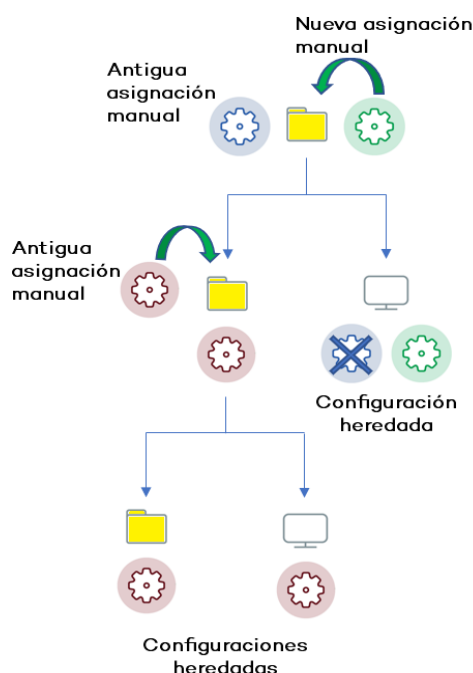 Nueva asignación
manual
Antigua
asignación
manual
Antigua
asignación
manual
Configuración
heredada
Configuraciones
heredadas